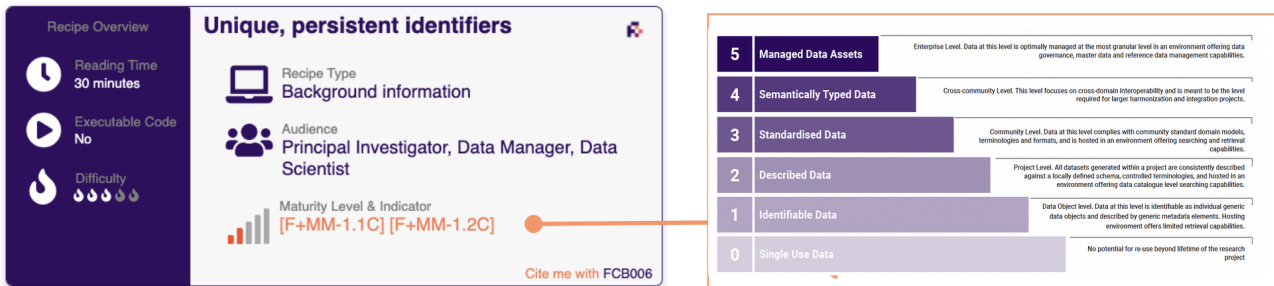 Recipe Overview
Reading Time
30 minutes
Executable Code
No
Difficulty
Unique, persistent identifiers
Recipe Type
Background information
Audience
Principal Investigator, Data Manager, Data
Scientist
Maturity Level & Indicator
[F+MM-1.1C] [F+MM-1.2C]
Cite me with FCB006
5 Managed Data Assets
Enterprise Level. Data at this level is optimally managed at the most granular level in an environment offering data
governance, master data and reference data management capabilities.
4 Semantically Typed Data
Cross-community Level. This level focuses on cross-domain interoperability and is meant to be the level
required for larger harmonization and integration projects.
3 Standardised Data
Community Level. Data at this level complies with community standard domain models,
terminologies and formats, and is hosted in an environment offering searching and retrieval
capabilities.
2 Described Data
Project Level. All datasets generated within a project are consistently described
against a locally defined schema, controlled terminologies, and hosted in an
environment offering data catalogue level searching capabilities.
1 Identifiable Data
Data Object level. Data at this level is identifiable as individual generic
data objects and described by generic metadata elements. Hosting
environment offers limited retrieval capabilities.
0 Single Use Data
No potential for re-use beyond lifetime of the research
project